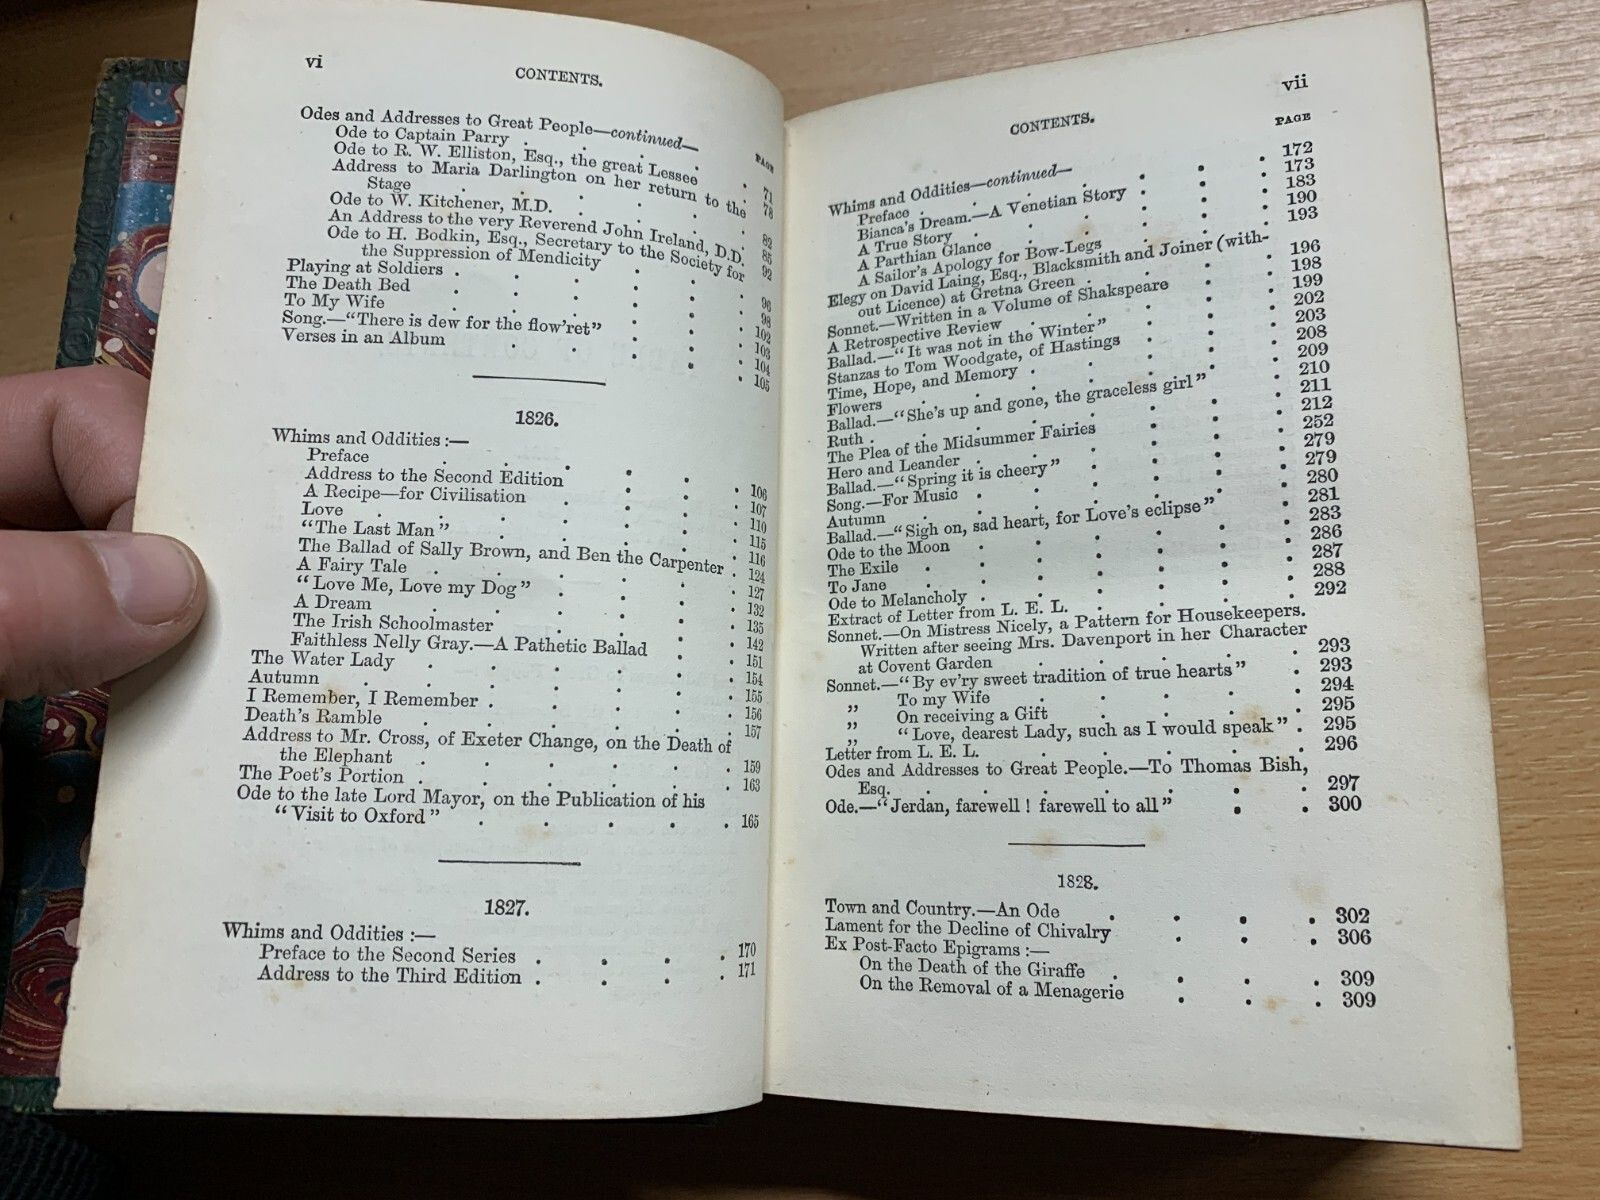 vi
CONTENTS.
PAGE
Odes and Addresses to Great People—continued—
Ode to Captain Parry . . . . 71
Ode to R. W. Elliston, Esq., the great Lessee . 78
Address to Maria Darlington on her return to the
Stage . . . . . 82
Ode to W. Kitchener, M.D. . . . . 85
An Address to the very Reverend John Ireland, D.D. 92
Ode to H. Bodkin, Esq., Secretary to the Society for
the Suppression of Mendicity . . . 96
Playing at Soldiers . . . . . . 98
The Death Bed . . . . . . 102
To My Wife . . . . . . 103
Song.—“There is dew for the flow'ret” . . . 104
Verses in an Album . . . . . 105
1826.
Whims and Oddities :—
Preface . . . . . . 106
Address to the Second Edition . . . 107
A Recipe—for Civilisation . . . . 110
Love . . . . . . . 115
“The Last Man” . . . . . 116
The Ballad of Sally Brown, and Ben the Carpenter . 124
A Fairy Tale . . . . . . 127
“Love Me, Love my Dog” . . . . 132
A Dream . . . . . . 135
The Irish Schoolmaster . . . . 142
Faithless Nelly Gray.—A Pathetic Ballad . . 151
The Water Lady . . . . . . 154
Autumn . . . . . . . 155
I Remember, I Remember . . . . . 156
Death's Ramble . . . . . . 157
Address to Mr. Cross, of Exeter Change, on the Death of
the Elephant . . . . . . 159
The Poet's Portion . . . . . . 163
Ode to the late Lord Mayor, on the Publication of his
“Visit to Oxford” . . . . . 165
1827.
Whims and Oddities :—
Preface to the Second Series . . . . 170
Address to the Third Edition . . . . 171
vii
CONTENTS.
PAGE
Whims and Oddities—continued—
Preface . . . . . . 172
Bianca's Dream.—A Venetian Story . . . 173
A True Story . . . . . 183
A Parthian Glance . . . . . 190
A Sailor's Apology for Bow-Legs . . . 193
Elegy on David Laing, Esq., Blacksmith and Joiner (with-
out Licence) at Gretna Green . . . . 196
Sonnet.—Written in a Volume of Shakspeare . . 198
A Retrospective Review . . . . . 199
Ballad.—“It was not in the Winter” . . . 202
Stanzas to Tom Woodgate, of Hastings . . . 203
Time, Hope, and Memory . . . . . 208
Flowers . . . . . . . 209
Ballad.—“She's up and gone, the graceless girl” . . 210
Ruth . . . . . . . 211
The Plea of the Midsummer Fairies . . . 212
Hero and Leander . . . . . . 252
Ballad.—“Spring it is cheery” . . . . 279
Song.—For Music . . . . . . 279
Autumn . . . . . . . 280
Ballad.—“Sigh on, sad heart, for Love's eclipse” . . 281
Ode to the Moon . . . . . . 283
The Exile . . . . . . . 286
To Jane . . . . . . . 287
Ode to Melancholy . . . . . . 288
Extract of Letter from L. E. L. . . . . 292
Sonnet.—On Mistress Nicely, a Pattern for Housekeepers.
Written after seeing Mrs. Davenport in her Character
at Covent Garden . . . . . 293
Sonnet.—“By ev'ry sweet tradition of true hearts” . 293
„ To my Wife . . . . . 294
„ On receiving a Gift . . . . 295
„ “Love, dearest Lady, such as I would speak” . 295
Letter from L. E. L. . . . . . 296
Odes and Addresses to Great People.—To Thomas Bish,
Esq. . . . . . . . 297
Ode.—“Jerdan, farewell! farewell to all” . . 300
1828.
Town and Country.—An Ode . . . . 302
Lament for the Decline of Chivalry . . . 306
Ex Post-Facto Epigrams :—
On the Death of the Giraffe . . . . 309
On the Removal of a Menagerie . . . 309